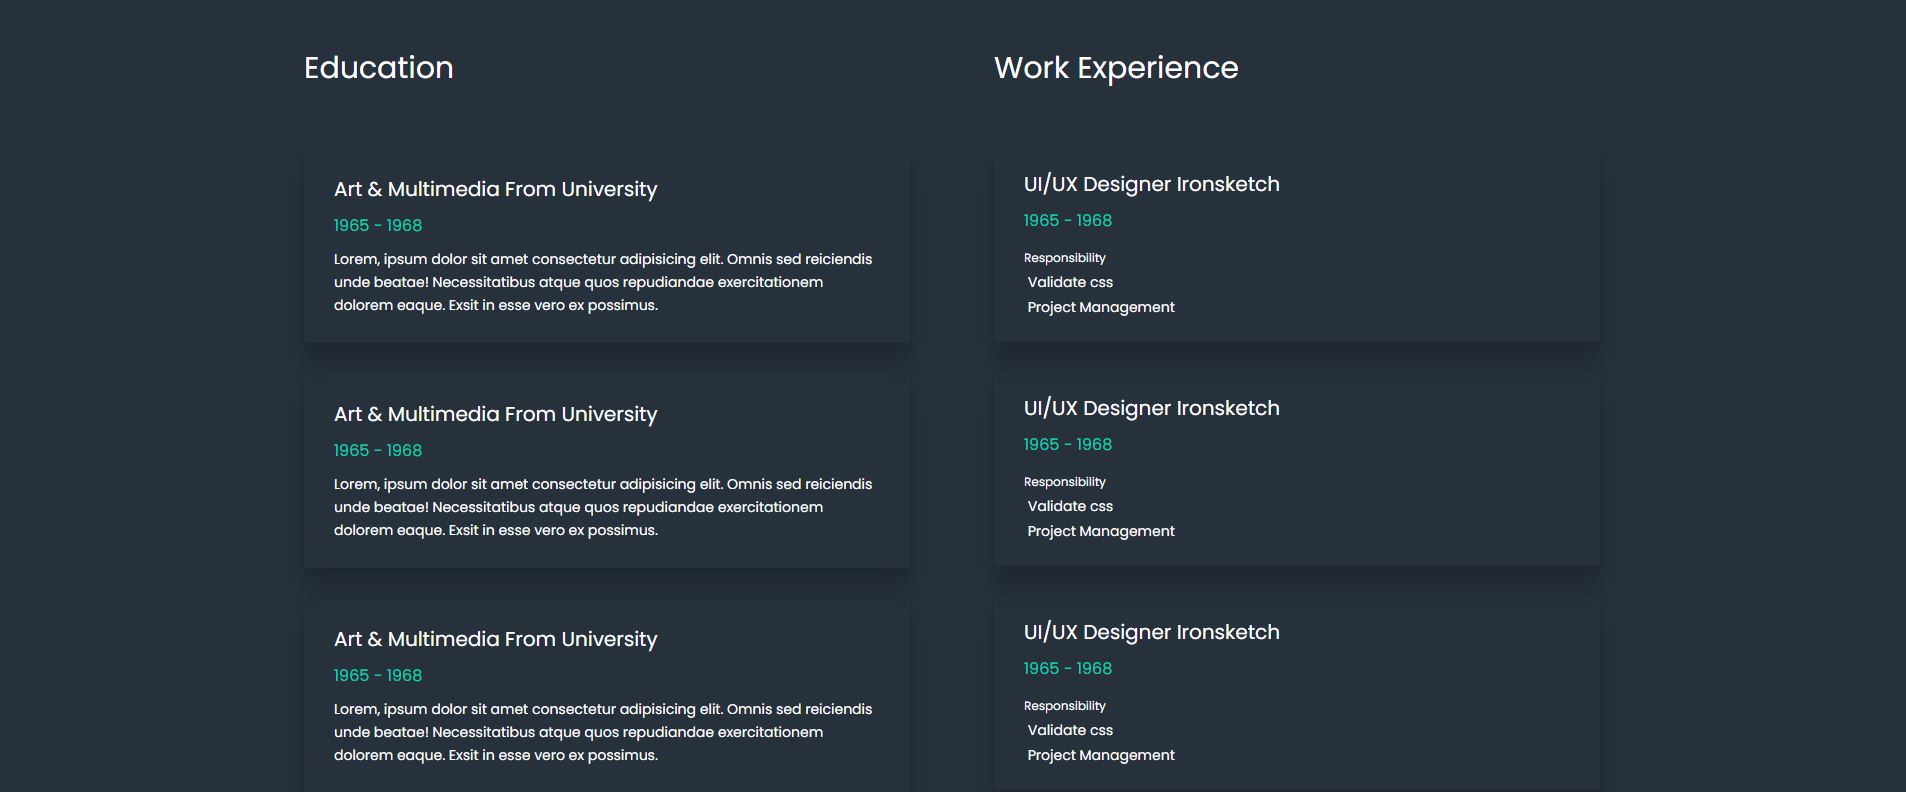 Education
Art & Multimedia From University
1965 - 1968
Lorem, ipsum dolor sit amet consectetur adipisicing elit. Omnis sed reiciendis
unde beatae! Necessitatibus atque quos repudiandae exercitationem
dolorem eaque. Exsit in esse vero ex possimus.
Art & Multimedia From University
1965 - 1968
Lorem, ipsum dolor sit amet consectetur adipisicing elit. Omnis sed reiciendis
unde beatae! Necessitatibus atque quos repudiandae exercitationem
dolorem eaque. Exsit in esse vero ex possimus.
Art & Multimedia From University
1965 - 1968
Lorem, ipsum dolor sit amet consectetur adipisicing elit. Omnis sed reiciendis
unde beatae! Necessitatibus atque quos repudiandae exercitationem
dolorem eaque. Exsit in esse vero ex possimus.
Work Experience
UI/UX Designer Ironsketch
1965 - 1968
Responsibility
Validate css
Project Management
UI/UX Designer Ironsketch
1965 - 1968
Responsibility
Validate css
Project Management
UI/UX Designer Ironsketch
1965 - 1968
Responsibility
Validate css
Project Management